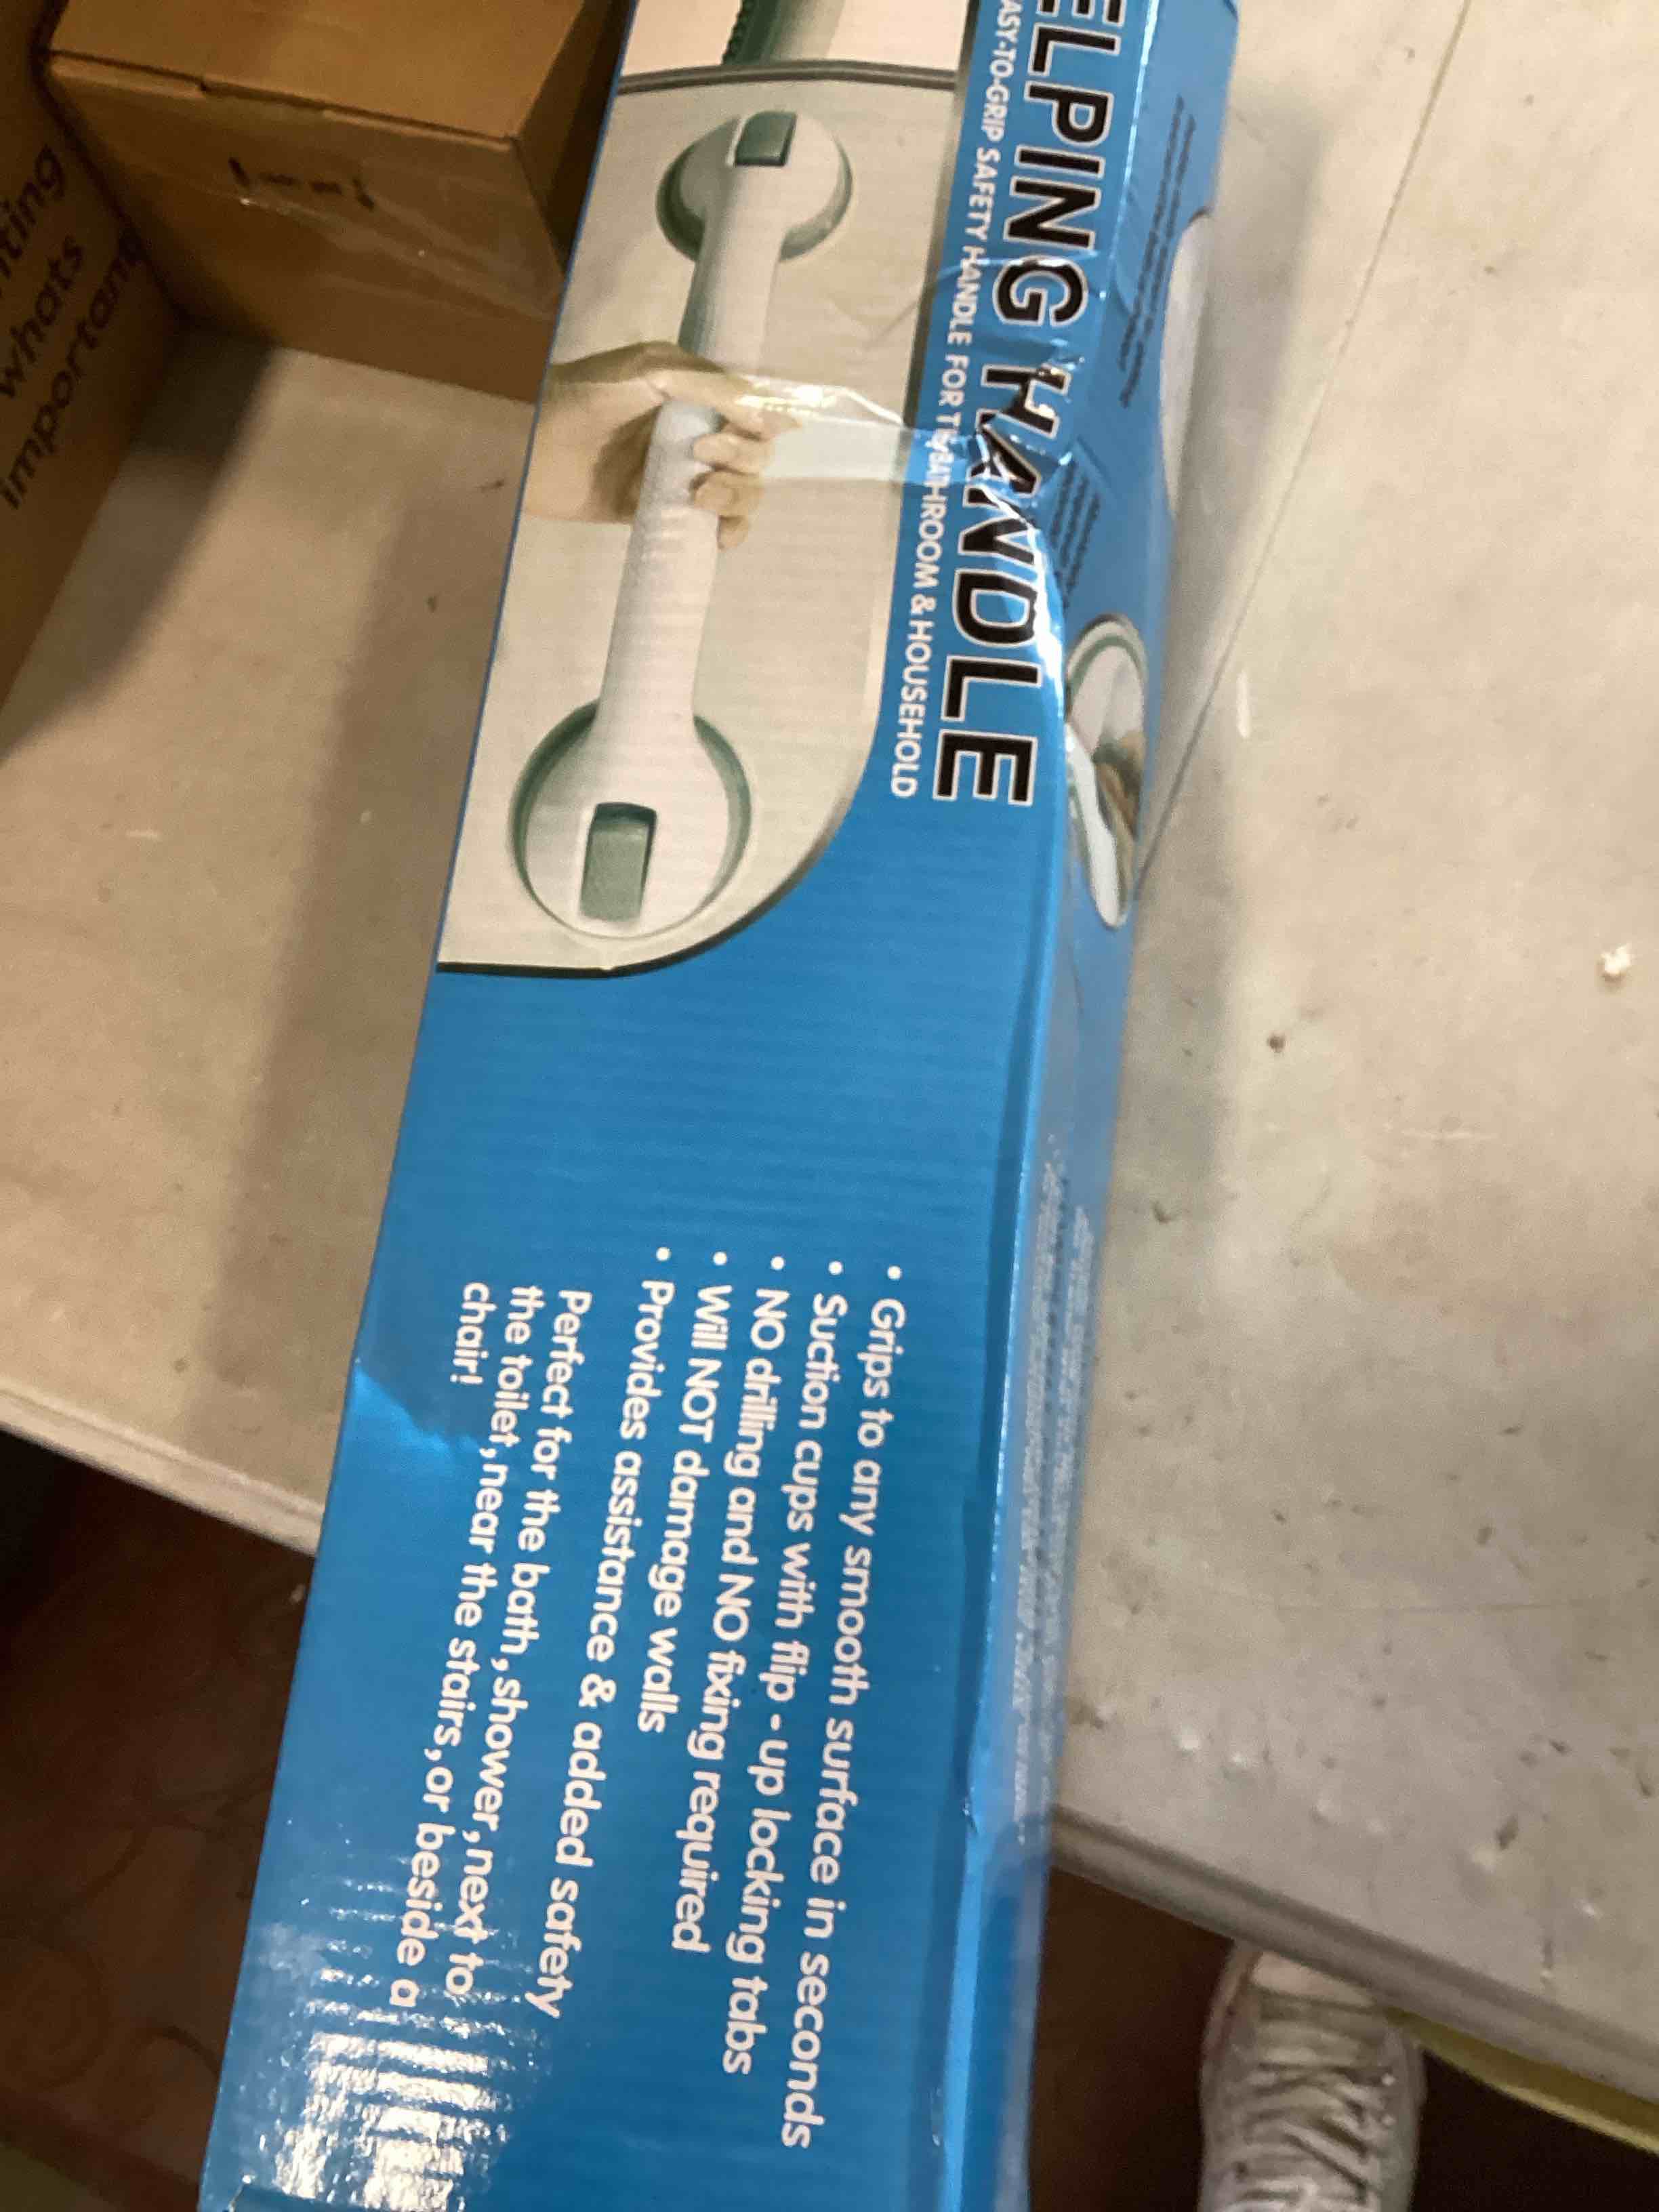 ELPING HANDLE
ASY-TO-GRIP SAFETY HANDLE FOR BATHROOM & HOUSEHOLD
• Grips to any smooth surface in seconds
• Suction cups with flip - up locking tabs
• NO drilling and NO fixing required
• Will NOT damage walls
• Provides assistance & added safety
Perfect for the bath, shower, next to
the toilet, near the stairs, or beside a
chair!
ting
whats
important